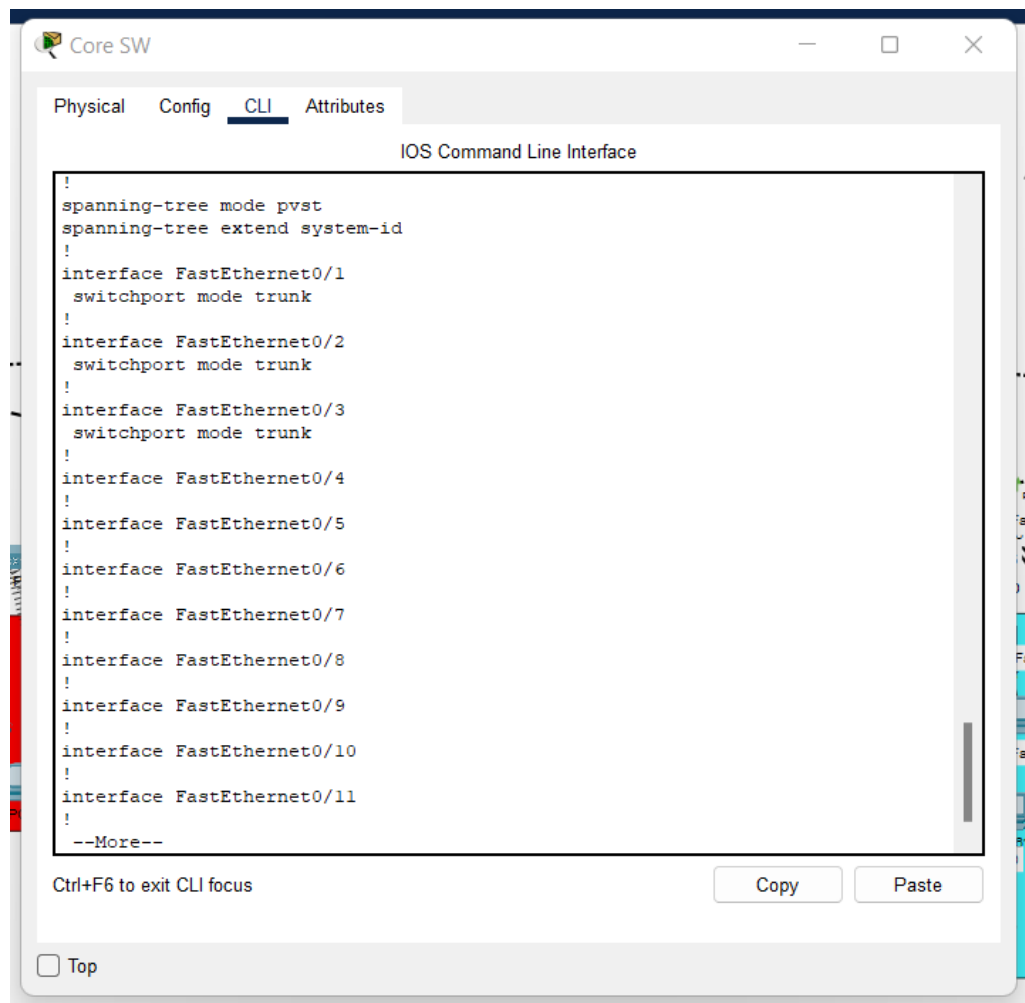 Core SW
Physical Config CLI Attributes
IOS Command Line Interface
!
spanning-tree mode pvst
spanning-tree extend system-id
!
interface FastEthernet0/1
switchport mode trunk
!
interface FastEthernet0/2
switchport mode trunk
!
interface FastEthernet0/3
switchport mode trunk
!
interface FastEthernet0/4
!
interface FastEthernet0/5
!
interface FastEthernet0/6
!
interface FastEthernet0/7
!
interface FastEthernet0/8
!
interface FastEthernet0/9
!
interface FastEthernet0/10
!
interface FastEthernet0/11
!
--More--
Ctrl+F6 to exit CLI focus
Copy Paste
Top